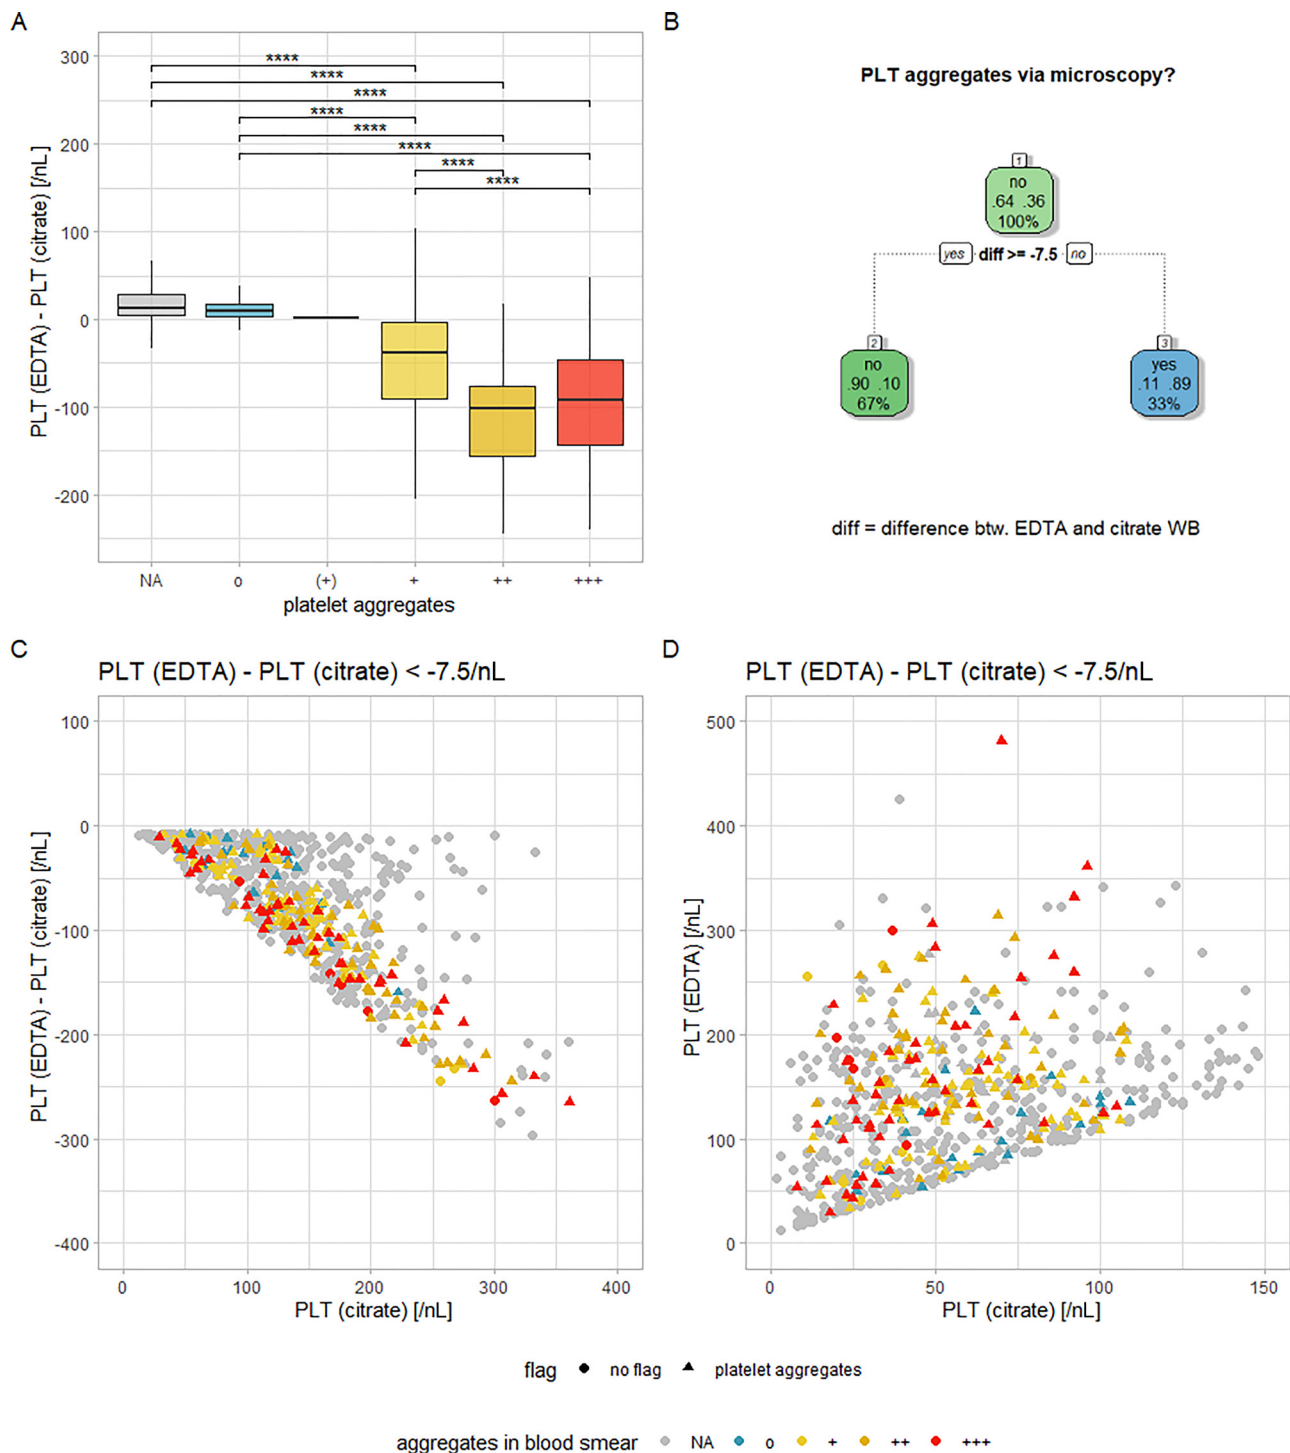 A
PLT (EDTA) - PLT (citrate) [/nL]
300
200
100
0
-100
-200
****
****
****
****
****
****
****
****
NA o (+) + ++ +++
platelet aggregates
B
PLT aggregates via microscopy?
1
no
.64 .36
100%
yes diff >= -7.5 no
2
no
.90 .10
67%
3
yes
.11 .89
33%
diff = difference btw. EDTA and citrate WB
C
PLT (EDTA) - PLT (citrate) < -7.5/nL
PLT (EDTA) - PLT (citrate) [/nL]
100
0
-100
-200
-300
-400
0 100 200 300 400
PLT (citrate) [/nL]
D
PLT (EDTA) - PLT (citrate) < -7.5/nL
PLT (EDTA) [/nL]
500
400
300
200
100
0
0 50 100 150
PLT (citrate) [/nL]
flag no flag platelet aggregates
aggregates in blood smear NA o + ++ +++